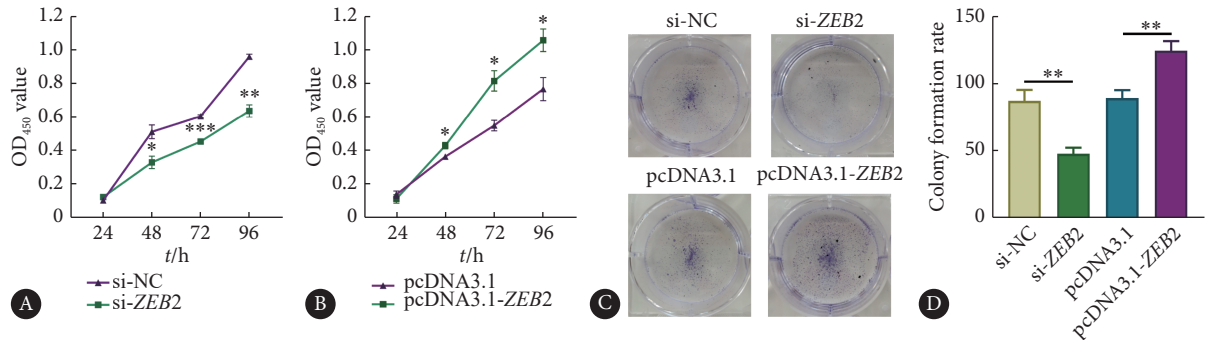 1.2
1.0
0.8
0.6
0.4
0.2
0
OD450 value
*
***
**
24 48 72 96
t/h
si-NC
si-ZEB2
A
1.2
1.0
0.8
0.6
0.4
0.2
0
OD450 value
*
*
*
*
24 48 72 96
t/h
pcDNA3.1
pcDNA3.1-ZEB2
B
si-NC si-ZEB2
pcDNA3.1 pcDNA3.1-ZEB2
C
150
100
50
0
Colony formation rate
**
**
si-NC
si-ZEB2
pcDNA3.1
pcDNA3.1-ZEB2
D